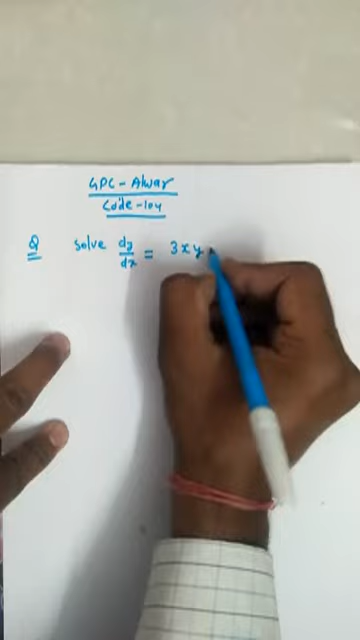 GPC-Alwar
Code-104
Q Solve dy/dx = 3xy